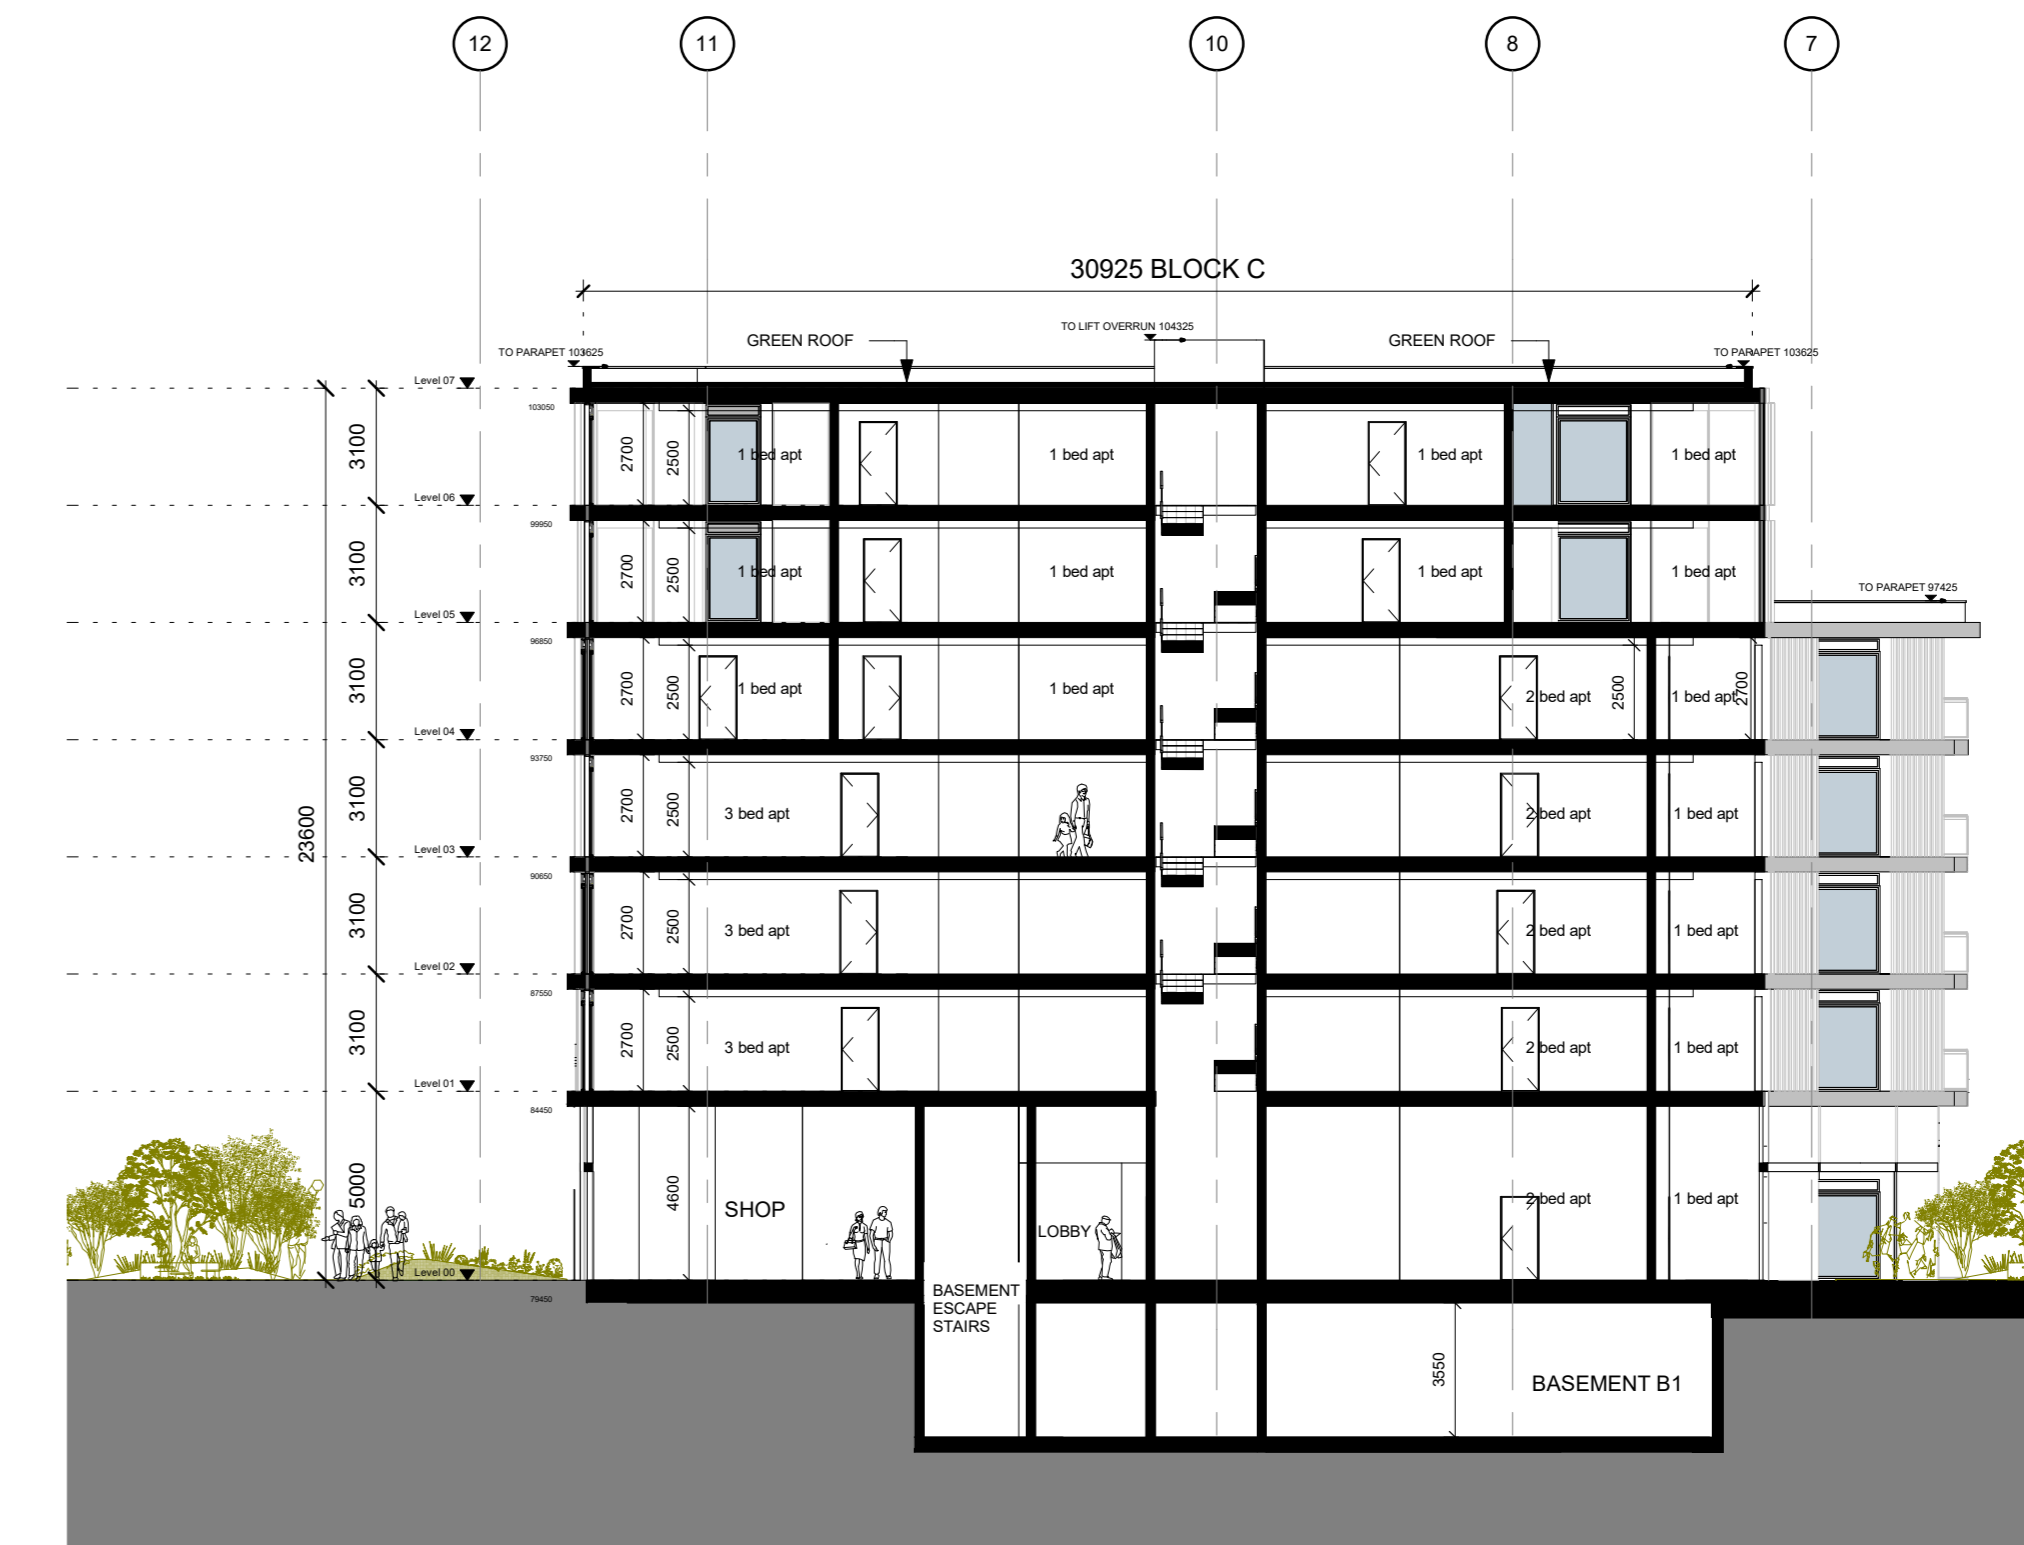 12 11 10 8 7
30925 BLOCK C
TO LIFT OVERRUN 104325
GREEN ROOF GREEN ROOF
TO PARAPET 103625 TO PARAPET 103625
Level 07
103050
3100 2700 2500 1 bed apt 1 bed apt 1 bed apt 1 bed apt
Level 06
99950
3100 2700 2500 1 bed apt 1 bed apt 1 bed apt 1 bed apt
TO PARAPET 97425
Level 05
96850
3100 2700 2500 1 bed apt 1 bed apt 2 bed apt 2500 1 bed apt 2700
Level 04
93750
23600 3100 2700 2500 3 bed apt 2 bed apt 1 bed apt
Level 03
90650
3100 2700 2500 3 bed apt 2 bed apt 1 bed apt
Level 02
87550
3100 2700 2500 3 bed apt 2 bed apt 1 bed apt
Level 01
84450
5000 4600 SHOP 2 bed apt 1 bed apt
LOBBY
Level 00
79450
BASEMENT
ESCAPE
STAIRS
3550 BASEMENT B1